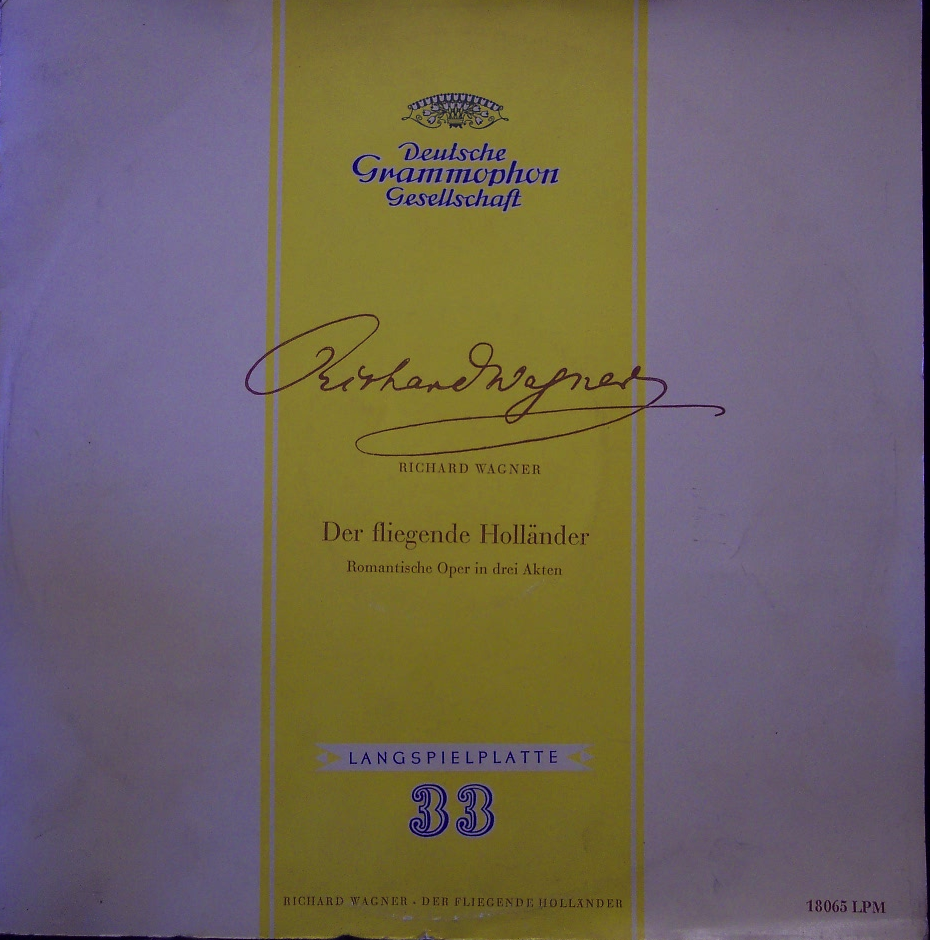 Deutsche
Grammophon
Gesellschaft
Richard Wagner
RICHARD WAGNER
Der fliegende Holländer
Romantische Oper in drei Akten
LANGSPIELPLATTE
33
RICHARD WAGNER · DER FLIEGENDE HOLLÄNDER
18065 LPM